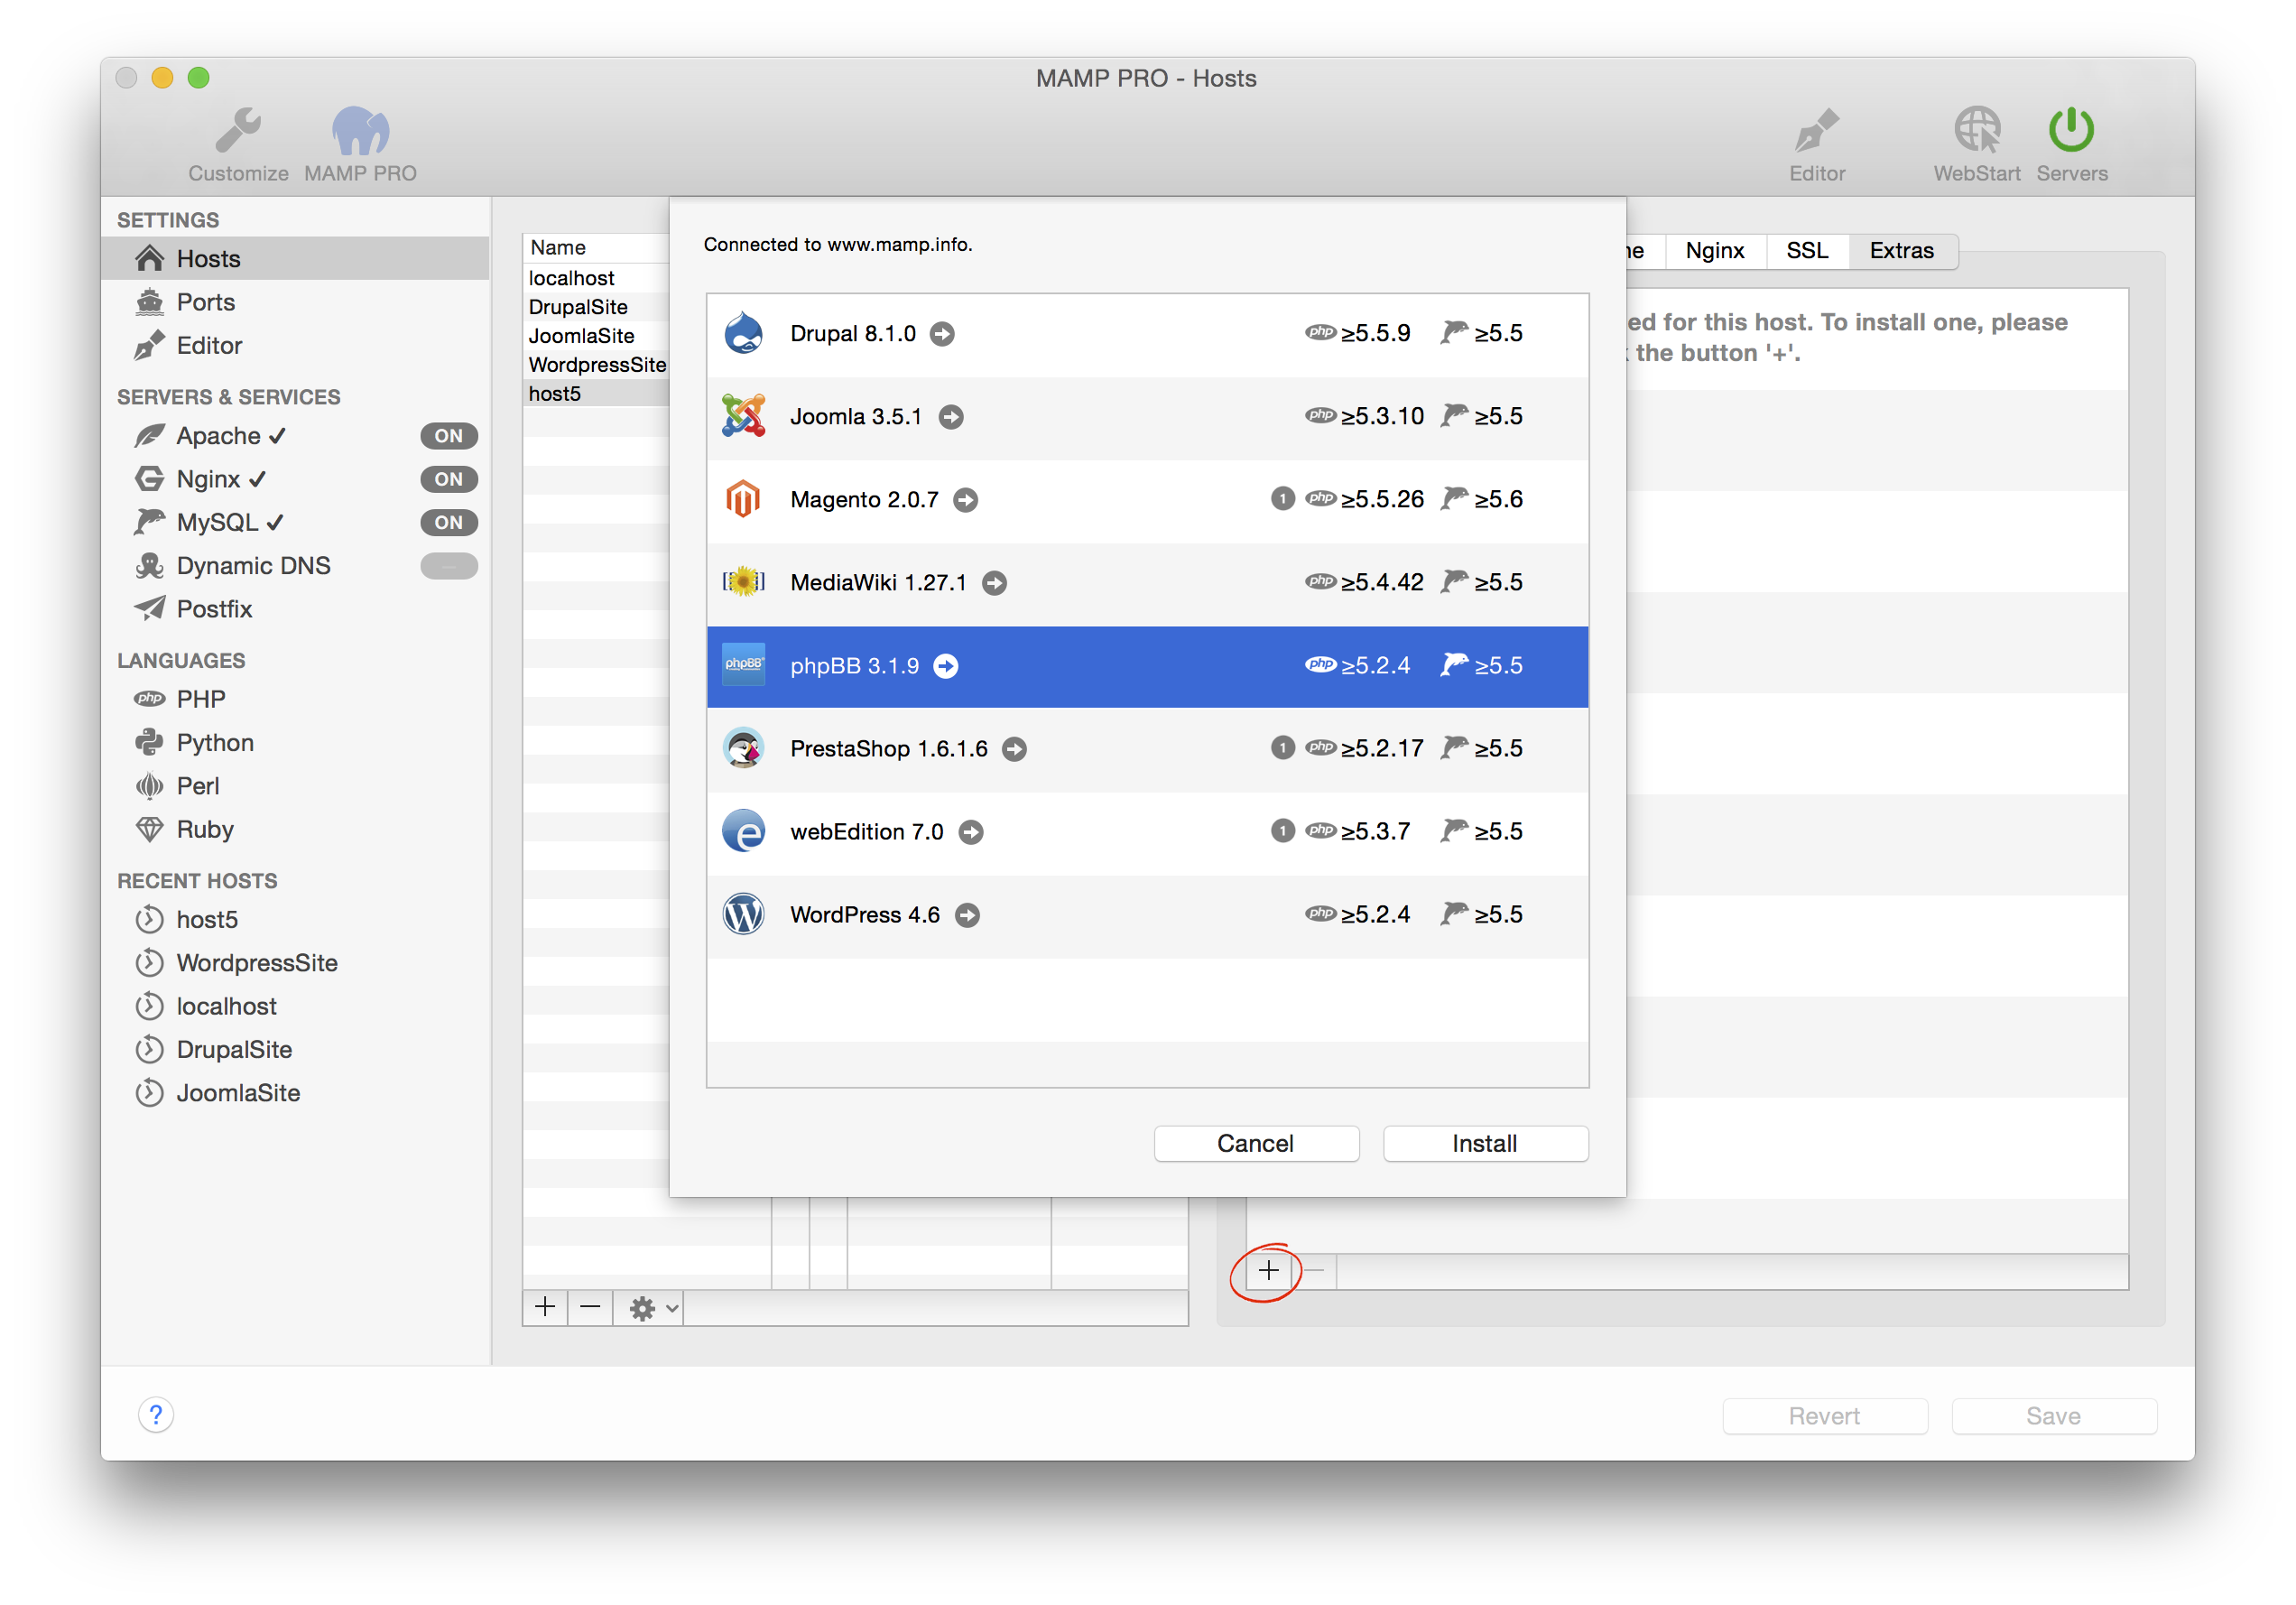 MAMP PRO - Hosts
Customize
MAMP PRO
Editor
WebStart
Servers
SETTINGS
Hosts
Ports
Editor
SERVERS & SERVICES
Apache ✓ ON
Nginx ✓ ON
MySQL ✓ ON
Dynamic DNS
Postfix
LANGUAGES
php PHP
Python
Perl
Ruby
RECENT HOSTS
host5
WordpressSite
localhost
DrupalSite
JoomlaSite
Name
localhost
DrupalSite
JoomlaSite
WordpressSite
host5
Connected to www.mamp.info.
Drupal 8.1.0 php ≥5.5.9 ≥5.5
Joomla 3.5.1 php ≥5.3.10 ≥5.5
Magento 2.0.7 1 php ≥5.5.26 ≥5.6
MediaWiki 1.27.1 php ≥5.4.42 ≥5.5
phpBB phpBB 3.1.9 php ≥5.2.4 ≥5.5
PrestaShop 1.6.1.6 1 php ≥5.2.17 ≥5.5
webEdition 7.0 1 php ≥5.3.7 ≥5.5
WordPress 4.6 php ≥5.2.4 ≥5.5
Cancel
Install
Nginx
SSL
Extras
ed for this host. To install one, please
the button '+'.
?
Revert
Save